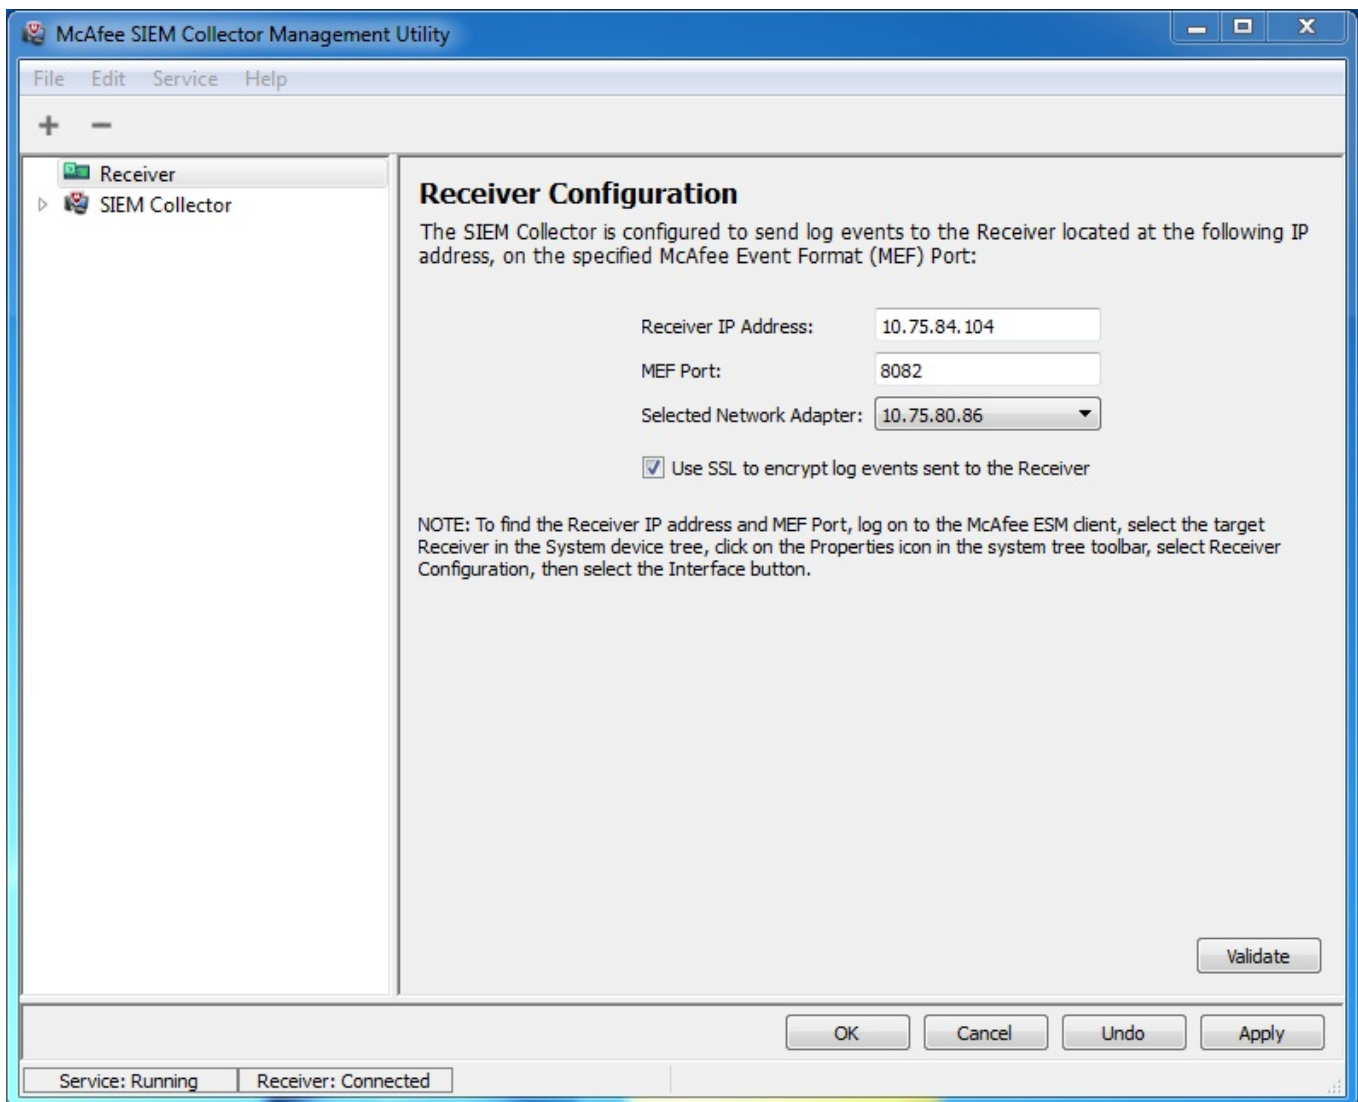 McAfee SIEM Collector Management Utility
File Edit Service Help
Receiver
SIEM Collector
Receiver Configuration
The SIEM Collector is configured to send log events to the Receiver located at the following IP
address, on the specified McAfee Event Format (MEF) Port:
Receiver IP Address: 10.75.84.104
MEF Port: 8082
Selected Network Adapter: 10.75.80.86
Use SSL to encrypt log events sent to the Receiver
NOTE: To find the Receiver IP address and MEF Port, log on to the McAfee ESM client, select the target
Receiver in the System device tree, click on the Properties icon in the system tree toolbar, select Receiver
Configuration, then select the Interface button.
Validate
OK Cancel Undo Apply
Service: Running Receiver: Connected